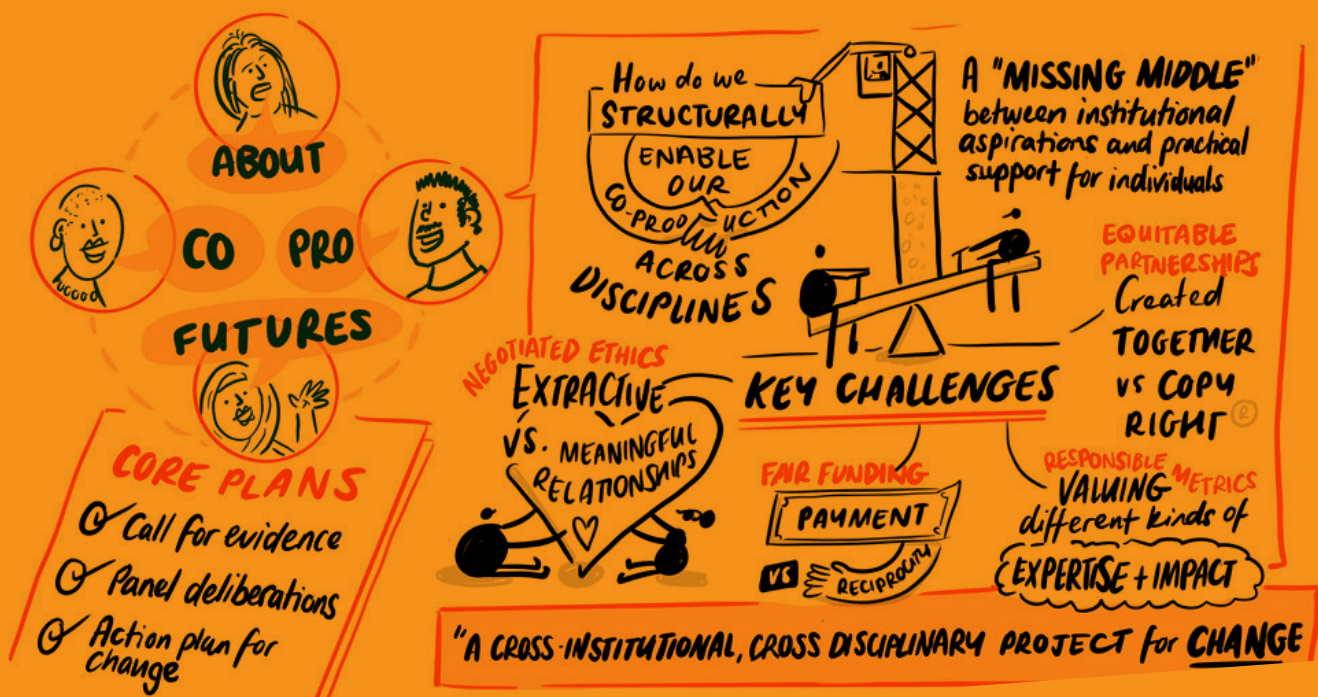 ABOUT
CO PRO
FUTURES
CORE PLANS
Call for evidence
Panel deliberations
Action plan for
change
How do we
STRUCTURALLY
ENABLE
OUR
CO-PRODUCTION
ACROSS
DISCIPLINES
A "MISSING MIDDLE"
between institutional
aspirations and practical
support for individuals
KEY CHALLENGES
NEGOTIATED ETHICS
EXTRACTIVE
VS. MEANINGFUL
RELATIONSHIPS
FAIR FUNDING
PAYMENT
VS
RECIPROCITY
RESPONSIBLE
METRICS
VALUING
different kinds of
EXPERTISE + IMPACT
EQUITABLE
PARTNERSHIPS
Created
TOGETHER
vs COPY
RIGHT ®
"A CROSS-INSTITUTIONAL, CROSS DISCIPLINARY PROJECT for CHANGE